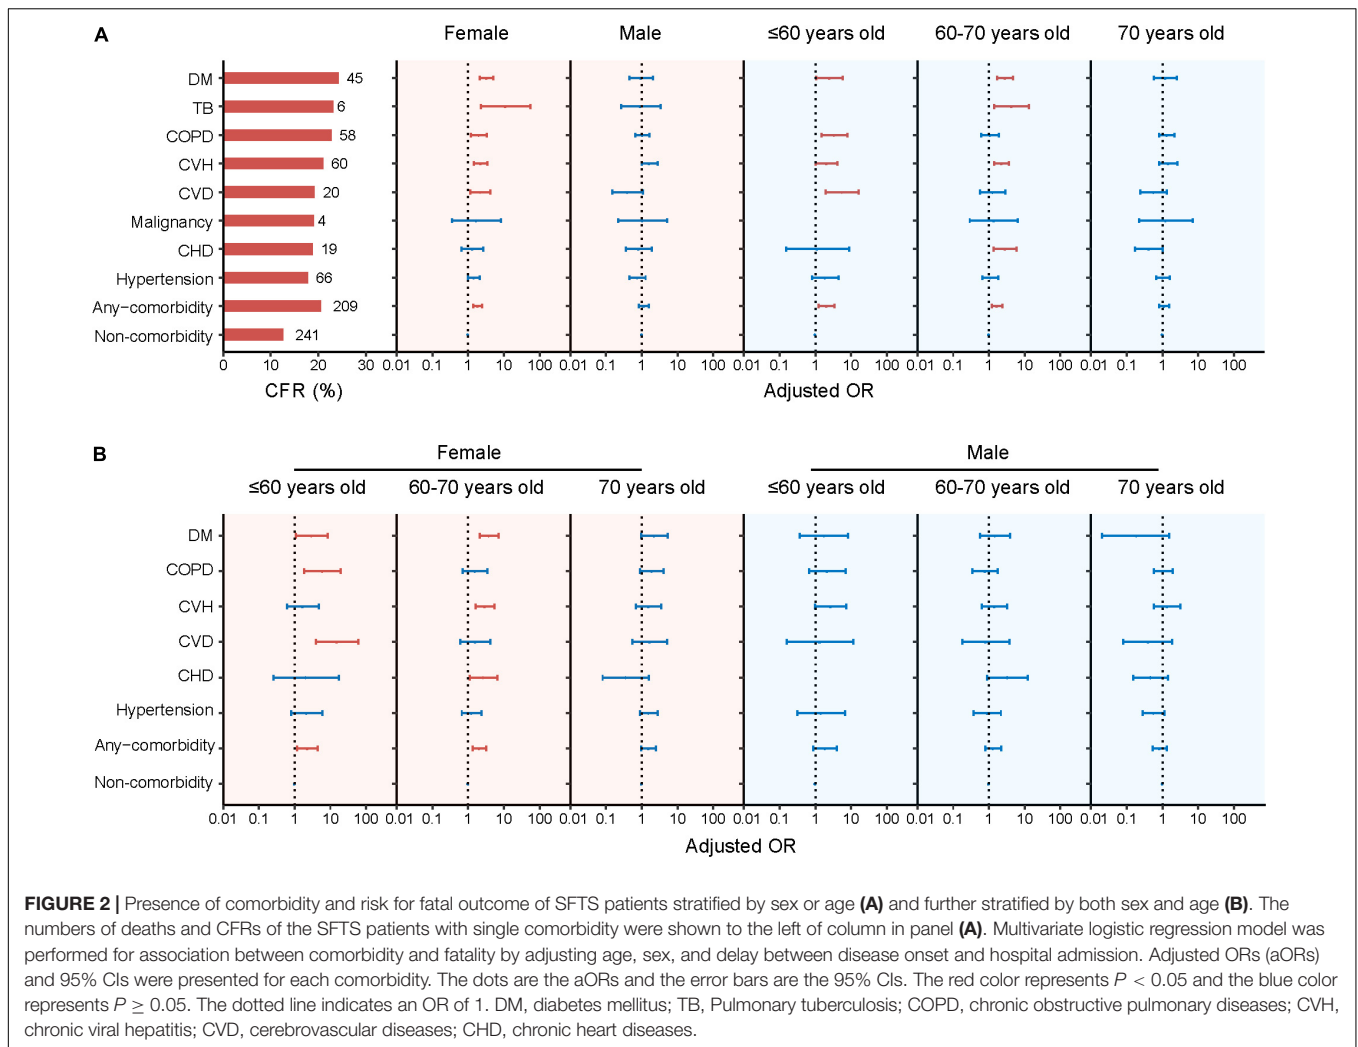 A
Female Male ≤60 years old 60-70 years old 70 years old
DM 45
TB 6
COPD 58
CVH 60
CVD 20
Malignancy 4
CHD 19
Hypertension 66
Any-comorbidity 209
Non-comorbidity 241
0 10 20 30 0.01 0.1 1 10 100 0.01 0.1 1 10 100 0.01 0.1 1 10 100 0.01 0.1 1 10 100 0.01 0.1 1 10 100
CFR (%) Adjusted OR
B
Female Male
≤60 years old 60-70 years old 70 years old ≤60 years old 60-70 years old 70 years old
DM
COPD
CVH
CVD
CHD
Hypertension
Any-comorbidity
Non-comorbidity
0.01 0.1 1 10 100 0.01 0.1 1 10 100 0.01 0.1 1 10 100 0.01 0.1 1 10 100 0.01 0.1 1 10 100 0.01 0.1 1 10 100
Adjusted OR
FIGURE 2 | Presence of comorbidity and risk for fatal outcome of SFTS patients stratified by sex or age (A) and further stratified by both sex and age (B). The
numbers of deaths and CFRs of the SFTS patients with single comorbidity were shown to the left of column in panel (A). Multivariate logistic regression model was
performed for association between comorbidity and fatality by adjusting age, sex, and delay between disease onset and hospital admission. Adjusted ORs (aORs)
and 95% CIs were presented for each comorbidity. The dots are the aORs and the error bars are the 95% CIs. The red color represents P < 0.05 and the blue color
represents P ≥ 0.05. The dotted line indicates an OR of 1. DM, diabetes mellitus; TB, Pulmonary tuberculosis; COPD, chronic obstructive pulmonary diseases; CVH,
chronic viral hepatitis; CVD, cerebrovascular diseases; CHD, chronic heart diseases.